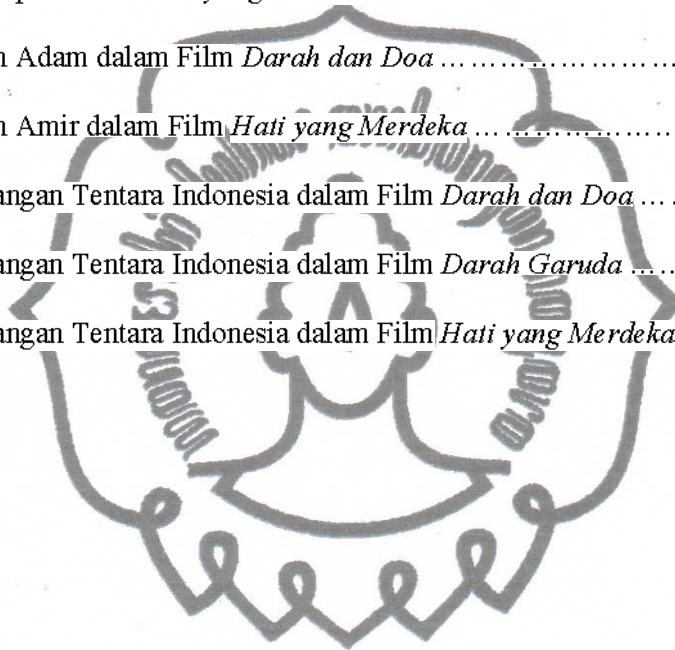 n Adam dalam Film Darah dan Doa ……………………
n Amir dalam Film Hati yang Merdeka …………………
angan Tentara Indonesia dalam Film Darah dan Doa ….
angan Tentara Indonesia dalam Film Darah Garuda …..
angan Tentara Indonesia dalam Film Hati yang Merdeka